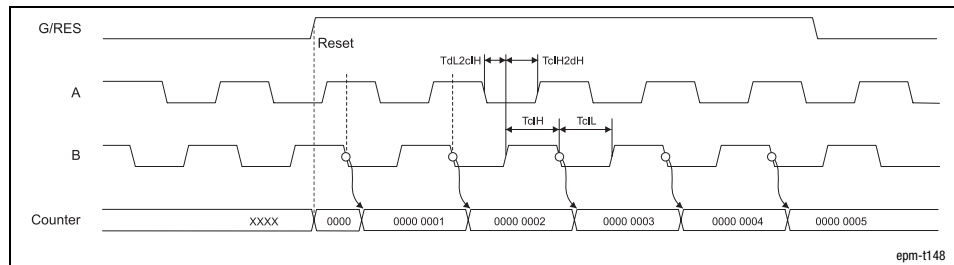 G/RES
Reset
TdL2clH
TclH2dH
A
TclH
TclL
B
Counter
XXXX
0000
0000 0001
0000 0002
0000 0003
0000 0004
0000 0005
epm-t148